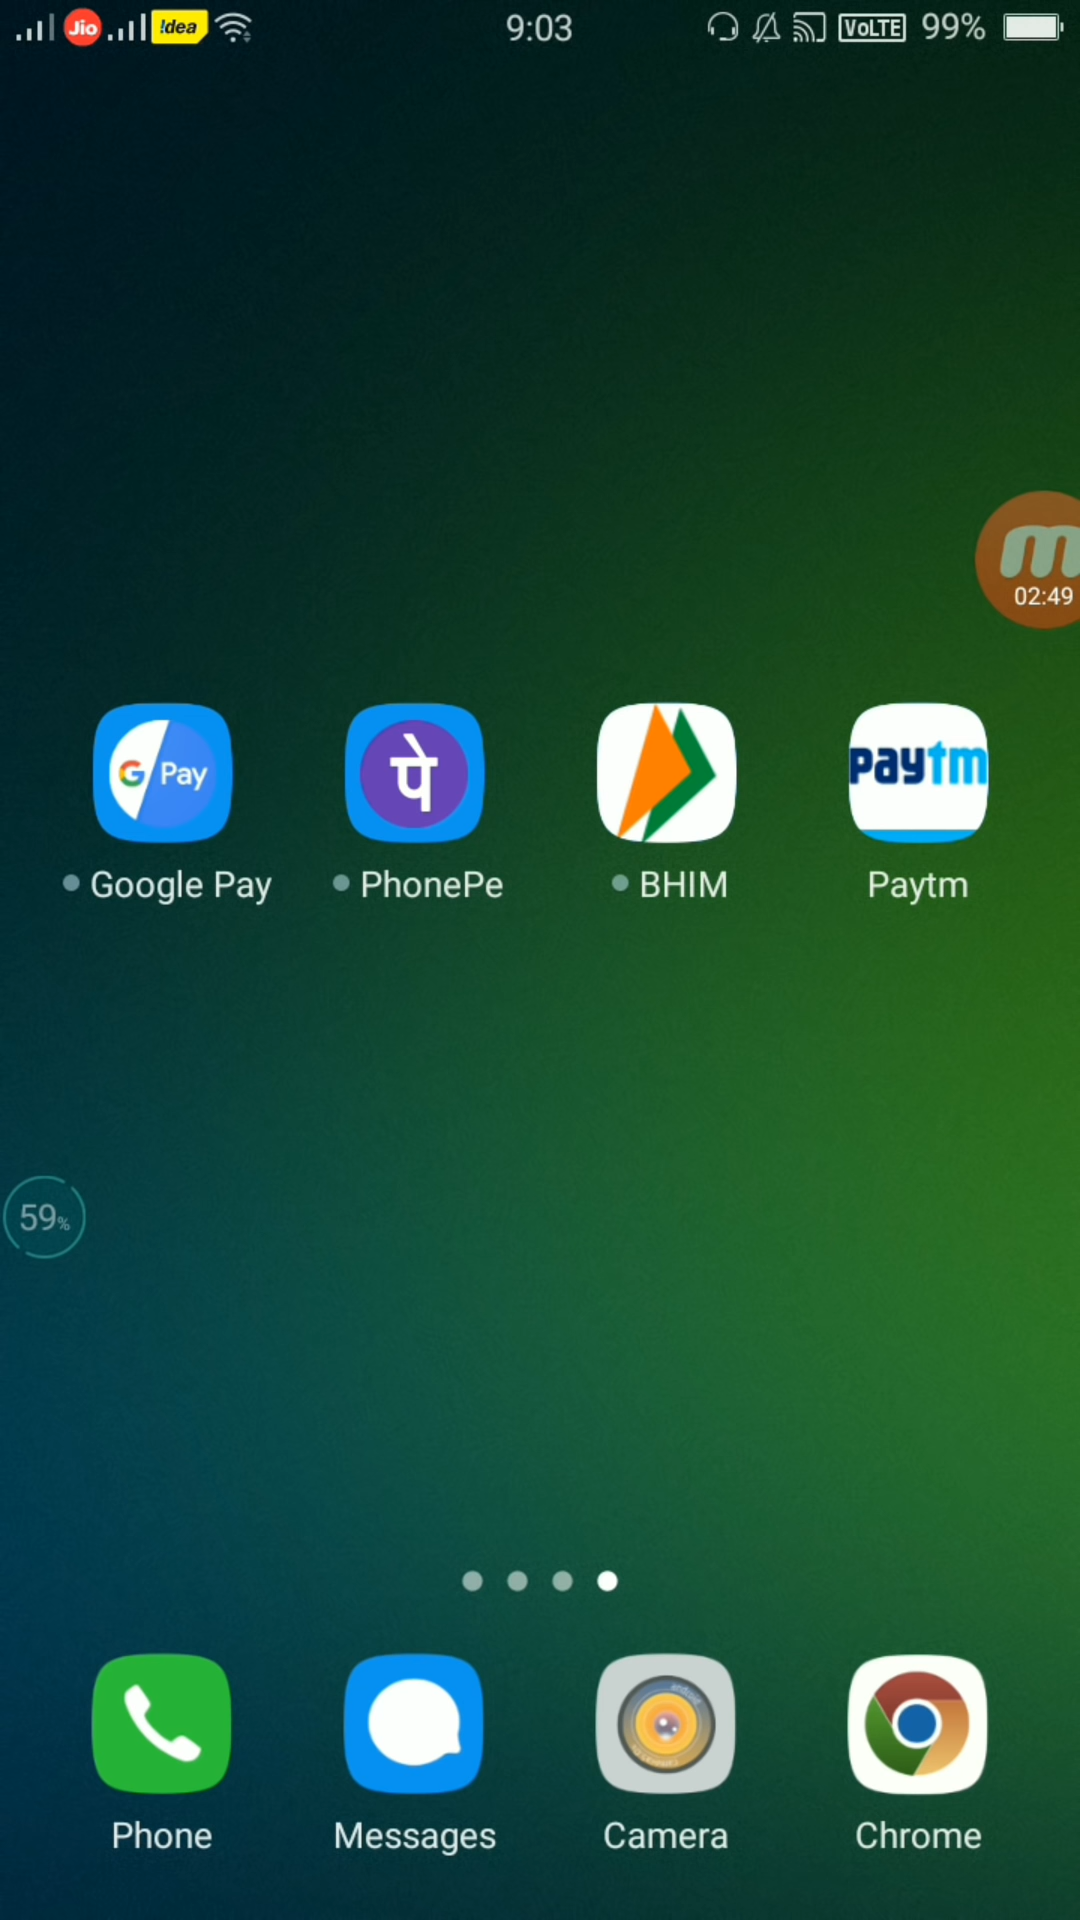 Jio !dea 9:03 VoLTE 99%
m
02:49
G Pay पे paytm
Google Pay PhonePe BHIM Paytm
59%
Phone Messages Camera Chrome